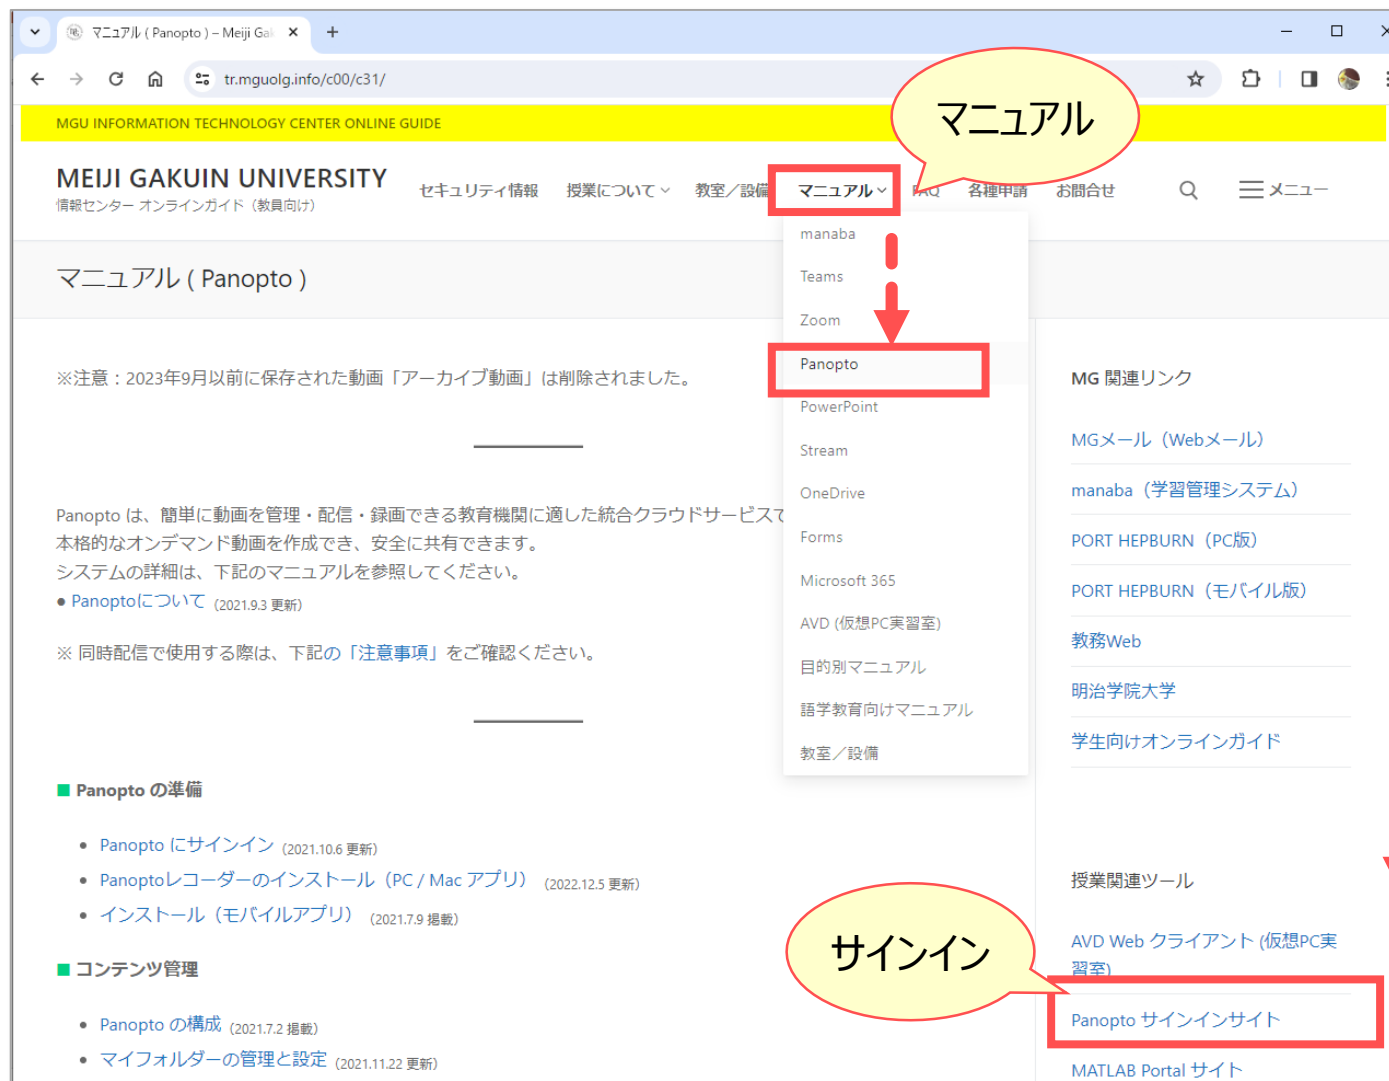 マニュアル ( Panopto ) – Meiji Ga
tr.mguolg.info/c00/c31/
マニュアル
MGU INFORMATION TECHNOLOGY CENTER ONLINE GUIDE
MEIJI GAKUIN UNIVERSITY
情報センター オンラインガイド（教員向け）
セキュリティ情報 授業について 教室／設備 マニュアル FAQ 各種申請 お問合せ メニュー
マニュアル ( Panopto )
manaba
Teams
Zoom
Panopto
PowerPoint
Stream
OneDrive
Forms
Microsoft 365
AVD (仮想PC実習室)
目的別マニュアル
語学教育向けマニュアル
教室／設備
※注意：2023年9月以前に保存された動画「アーカイブ動画」は削除されました。
Panopto は、簡単に動画を管理・配信・録画できる教育機関に適した統合クラウドサービスで
本格的なオンデマンド動画を作成でき、安全に共有できます。
システムの詳細は、下記のマニュアルを参照してください。
● Panoptoについて (2021.9.3 更新)
※ 同時配信で使用する際は、下記の「注意事項」をご確認ください。
■ Panopto の準備
• Panopto にサインイン (2021.10.6 更新)
• Panoptoレコーダーのインストール（PC / Mac アプリ） (2022.12.5 更新)
• インストール（モバイルアプリ） (2021.7.9 掲載)
■ コンテンツ管理
• Panopto の構成 (2021.7.2 掲載)
• マイフォルダーの管理と設定 (2021.11.22 更新)
MG 関連リンク
MGメール（Webメール）
manaba（学習管理システム）
PORT HEPBURN（PC版）
PORT HEPBURN（モバイル版）
教務Web
明治学院大学
学生向けオンラインガイド
授業関連ツール
AVD Web クライアント (仮想PC実
習室)
サインイン
Panopto サインインサイト
MATLAB Portal サイト